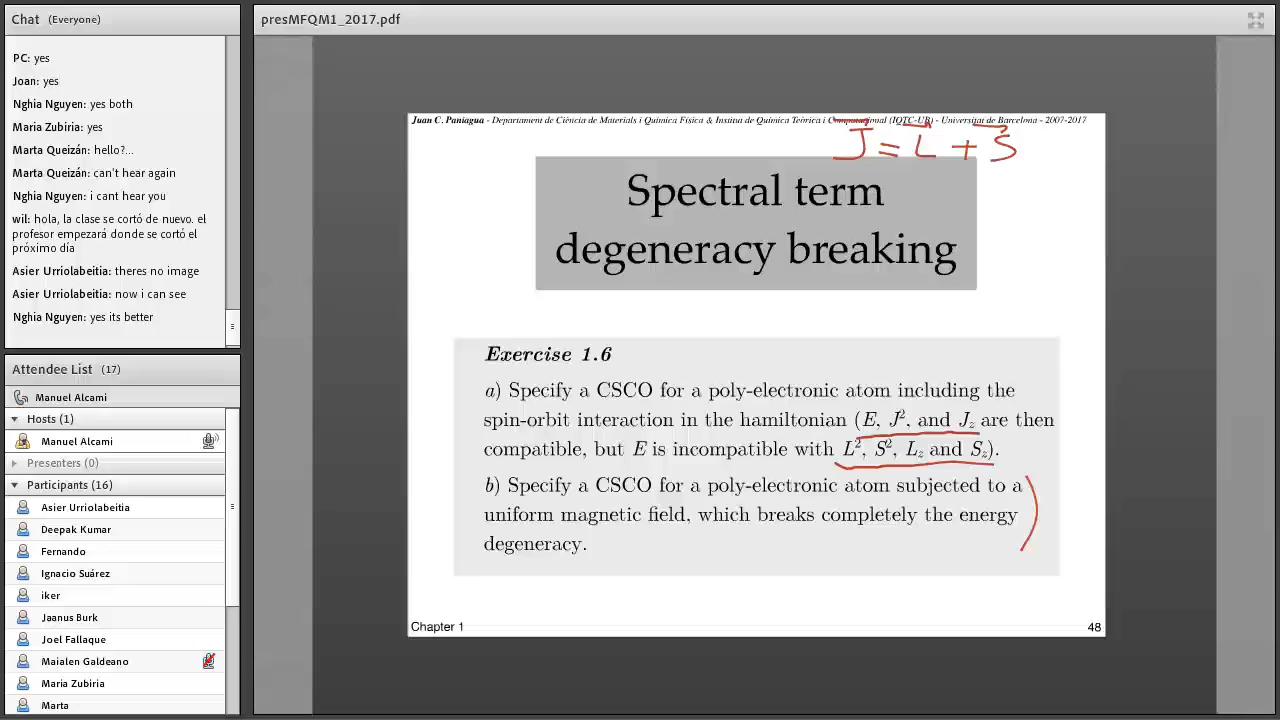 Chat (Everyone)
PC: yes
Joan: yes
Nghia Nguyen: yes both
Maria Zubiria: yes
Marta Queizán: hello?...
Marta Queizán: can't hear again
Nghia Nguyen: i cant hear you
wil: hola, la clase se cortó de nuevo. el
profesor empezará donde se cortó el
próximo día
Asier Urriolabeitia: theres no image
Asier Urriolabeitia: now i can see
Nghia Nguyen: yes its better
Attendee List (17)
Manuel Alcami
Hosts (1)
Manuel Alcami
Presenters (0)
Participants (16)
Asier Urriolabeitia
Deepak Kumar
Fernando
Ignacio Suárez
iker
Jaanus Burk
Joel Fallaque
Maialen Galdeano
Maria Zubiria
Marta
presMFQM1_2017.pdf
Juan C. Paniagua - Departament de Ciència de Materials i Química Física & Institut de Química Teòrica i Computacional (IQTC-UB) - Universitat de Barcelona - 2007-2017
J⃗ = L⃗ + S⃗
Spectral term
degeneracy breaking
Exercise 1.6
a) Specify a CSCO for a poly-electronic atom including the
spin-orbit interaction in the hamiltonian (E, J², and J_z are then
compatible, but E is incompatible with L², S², L_z and S_z).
b) Specify a CSCO for a poly-electronic atom subjected to a
uniform magnetic field, which breaks completely the energy
degeneracy.
Chapter 1
48